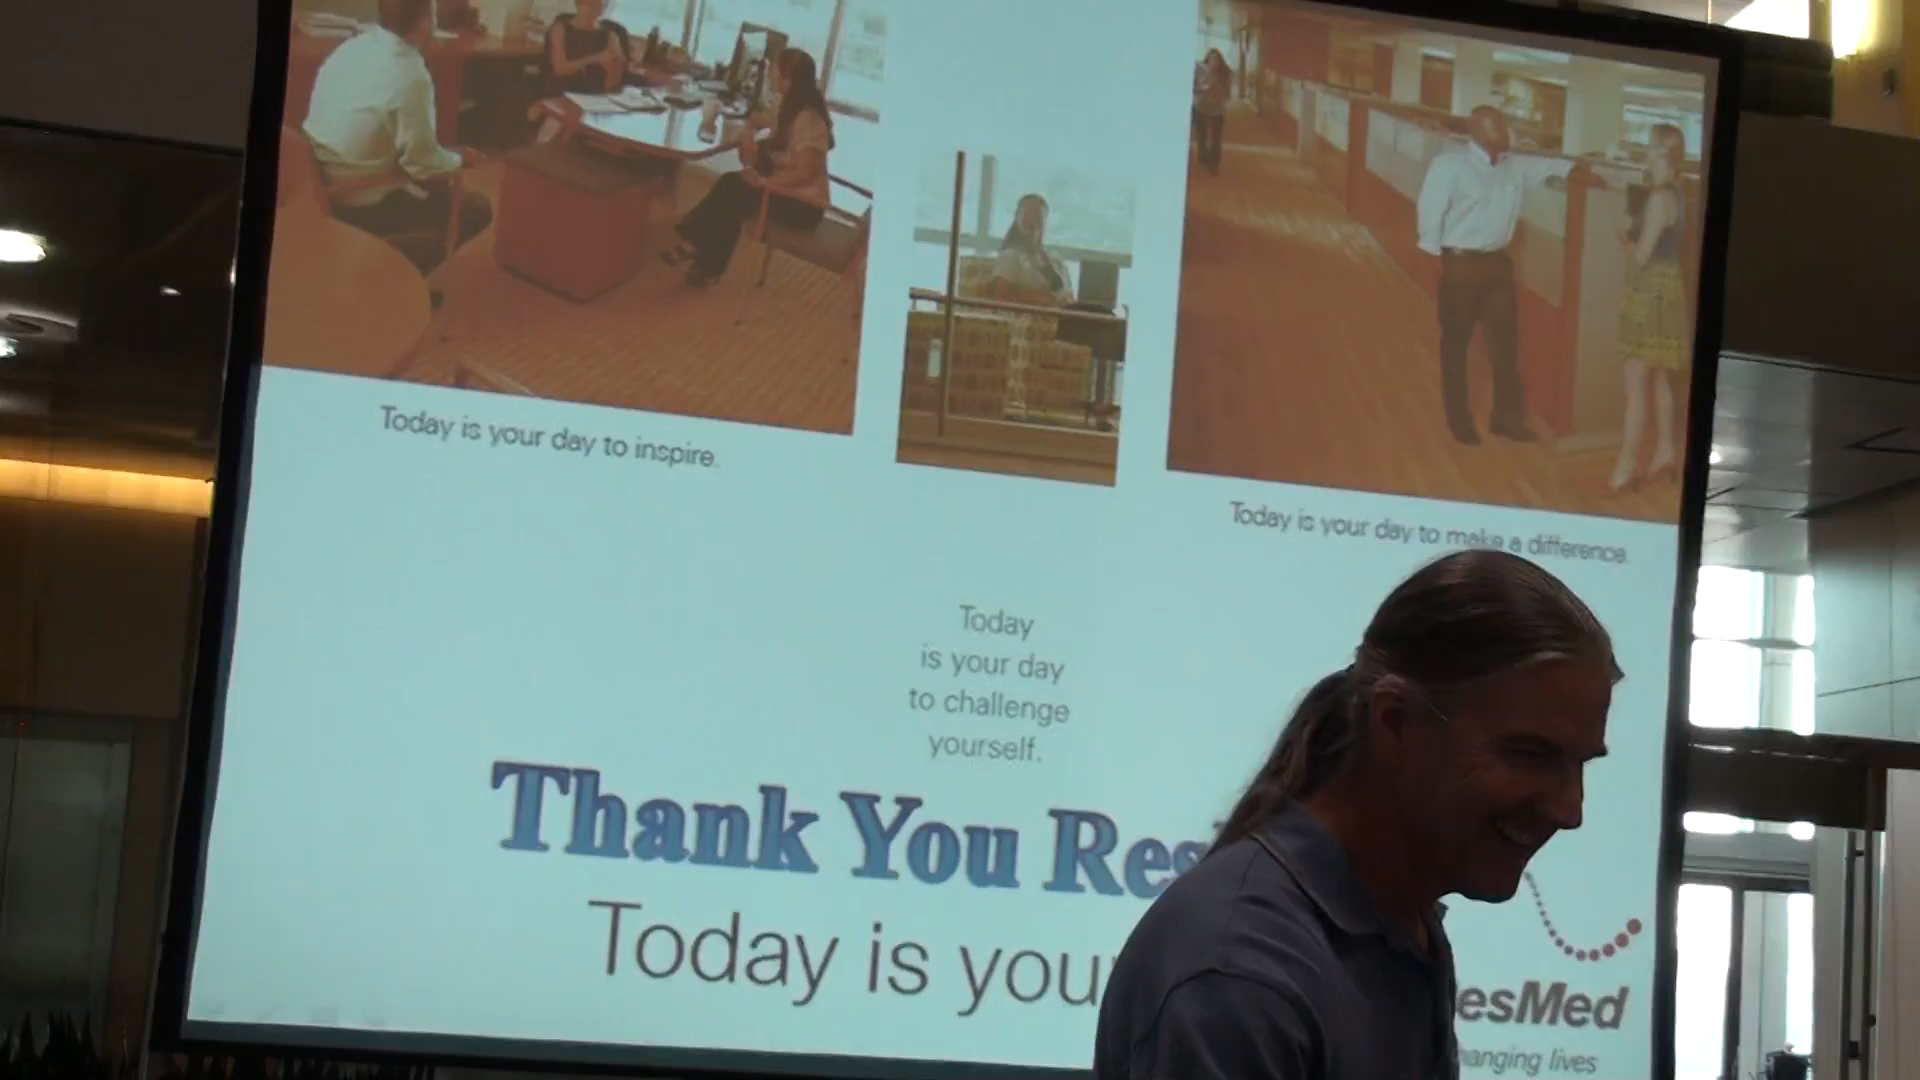 Today is your day to inspire.
Today is your day to make a difference.
Today
is your day
to challenge
yourself.
Thank You Res
Today is you
esMed
hanging lives